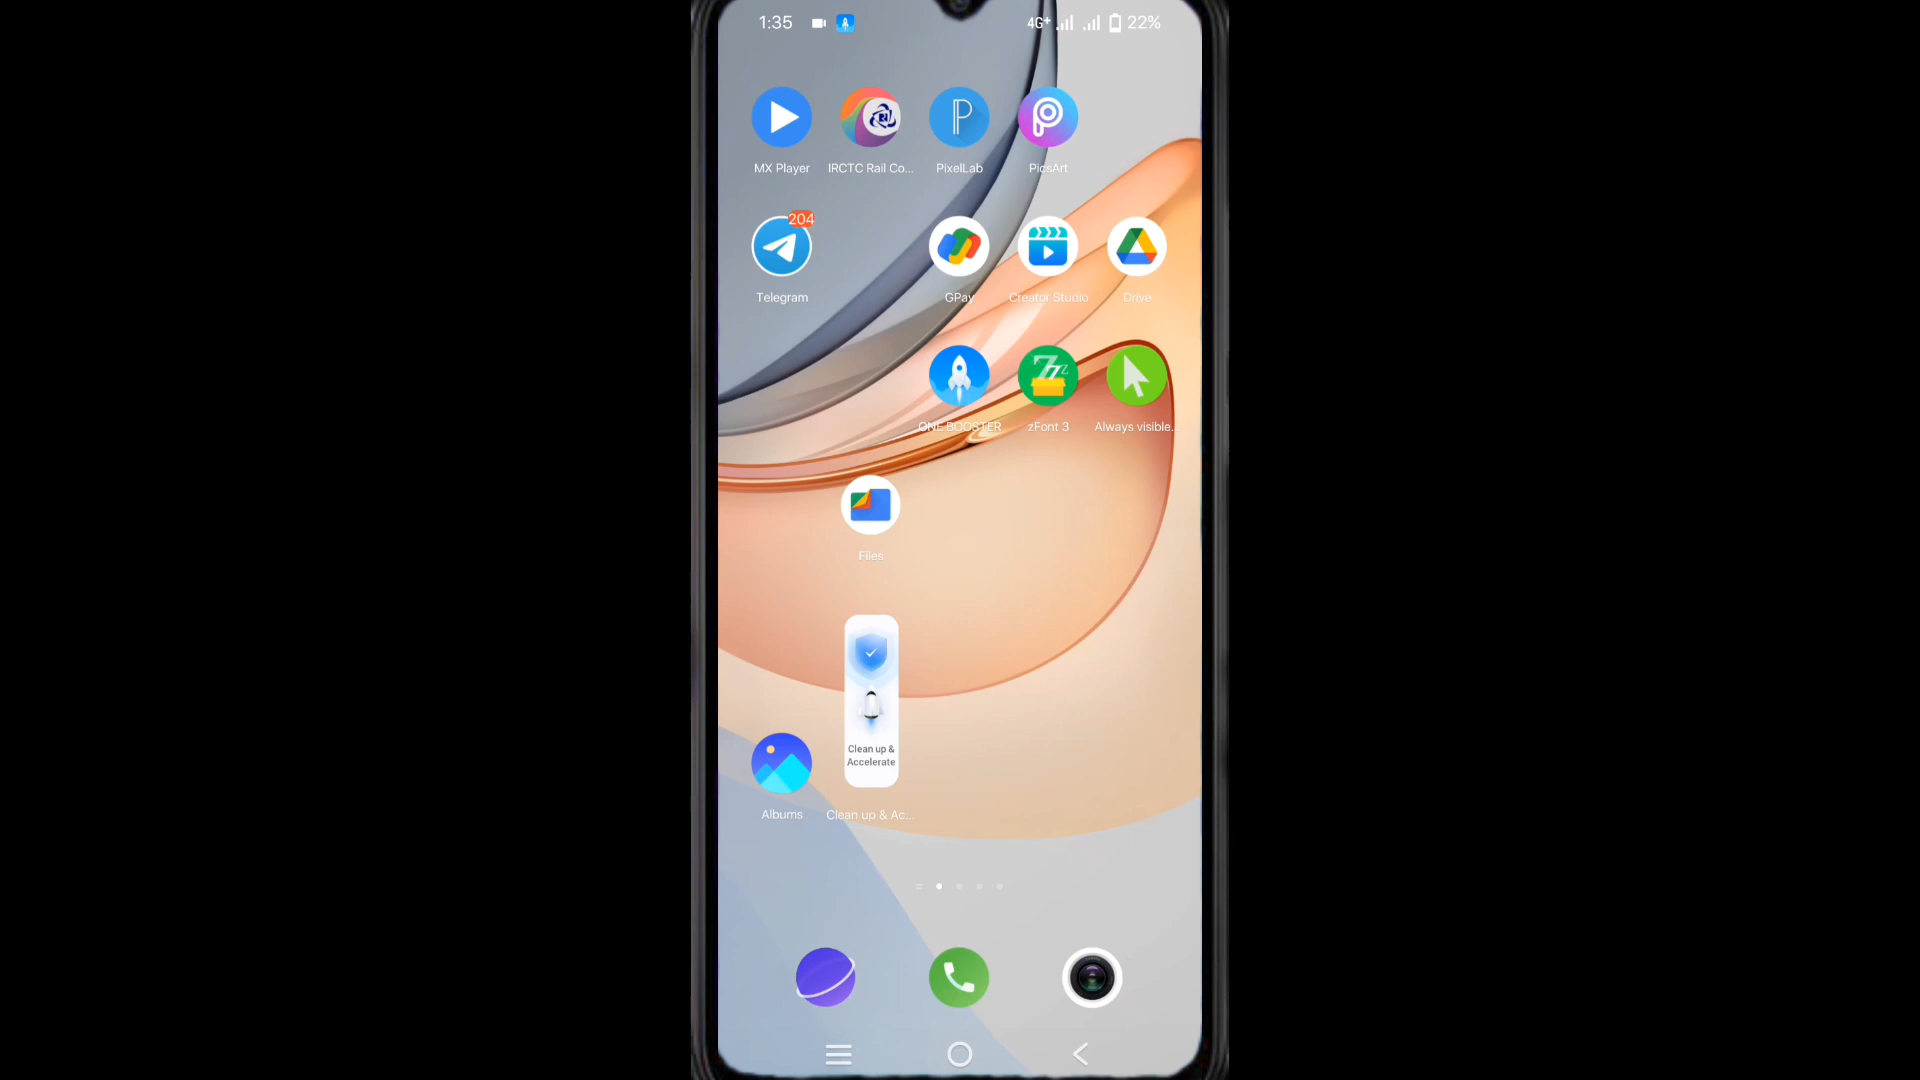 1:35
4G+ 22%
MX Player
IRCTC Rail Co...
PixelLab
PicsArt
204
Telegram
GPay
Creator Studio
Drive
ONE BOOSTER
zFont 3
Always visible.
Files
Clean up &
Accelerate
Albums
Clean up & Ac...